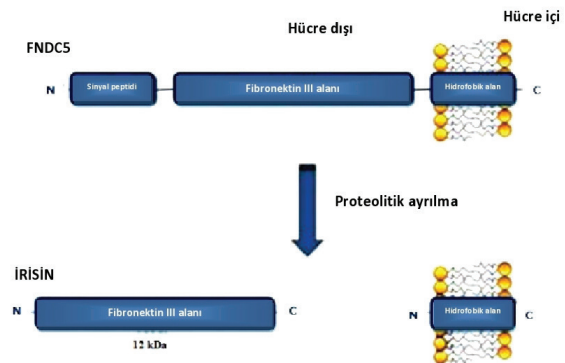 Hücre içi
Hücre dışı
FNDC5
N Sinyal peptidi Fibronektin III alanı Hidrofobik alan C
Proteolitik ayrılma
İRİSİN
N Fibronektin III alanı C N Hidrofobik alan C
12 kDa